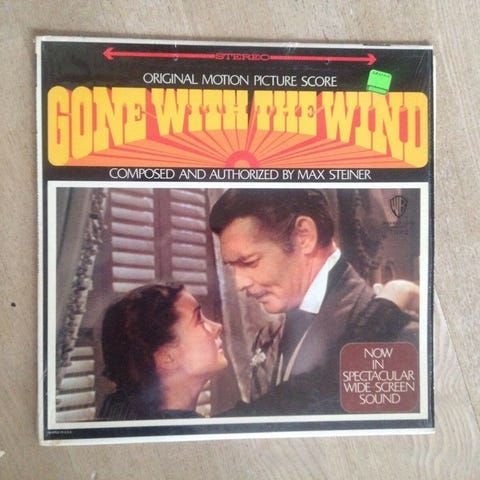 STEREO
ORIGINAL MOTION PICTURE SCORE
GONE WITH THE WIND
COMPOSED AND AUTHORIZED BY MAX STEINER
WB
NOW
IN
SPECTACULAR
WIDE SCREEN
SOUND